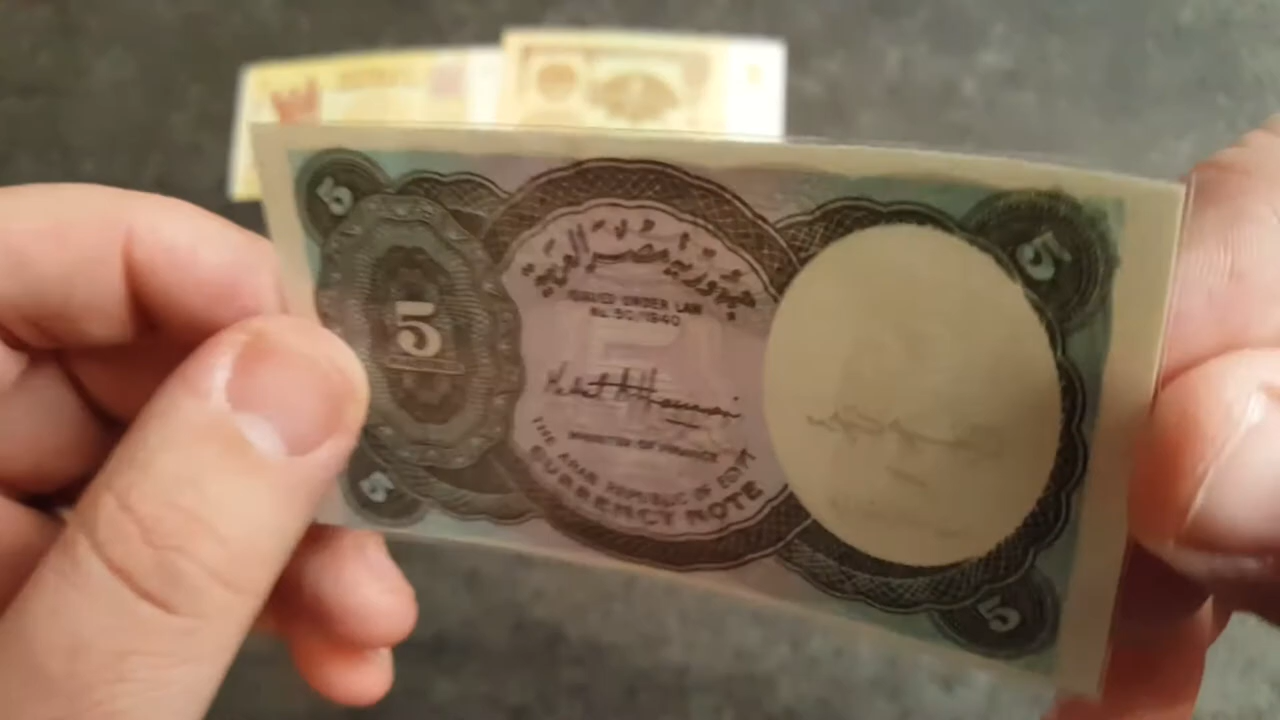 5
5
5
جمهورية مصر العربية
ISSUED UNDER LAW
No. 50/1940
MINISTER OF FINANCE
THE ARAB REPUBLIC OF EGYPT
CURRENCY NOTE
5
5